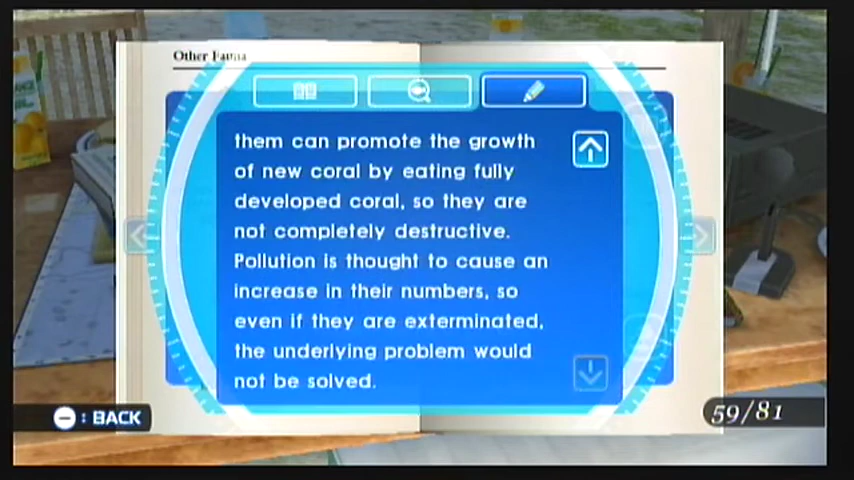 Other Fauna
them can promote the growth
of new coral by eating fully
developed coral, so they are
not completely destructive.
Pollution is thought to cause an
increase in their numbers, so
even if they are exterminated,
the underlying problem would
not be solved.
: BACK
59/81